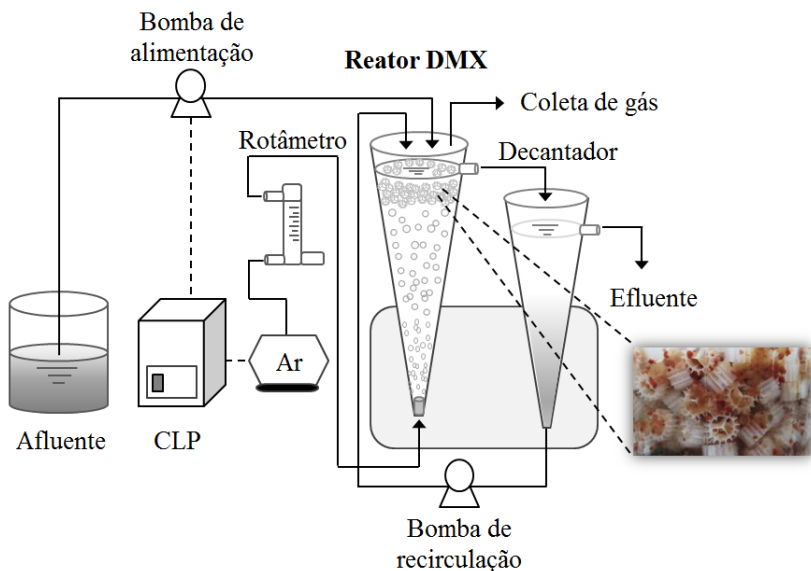 Bomba de
alimentação
Reator DMX
Coleta de gás
Rotâmetro
Decantador
Efluente
Ar
Afluente
CLP
Bomba de
recirculação